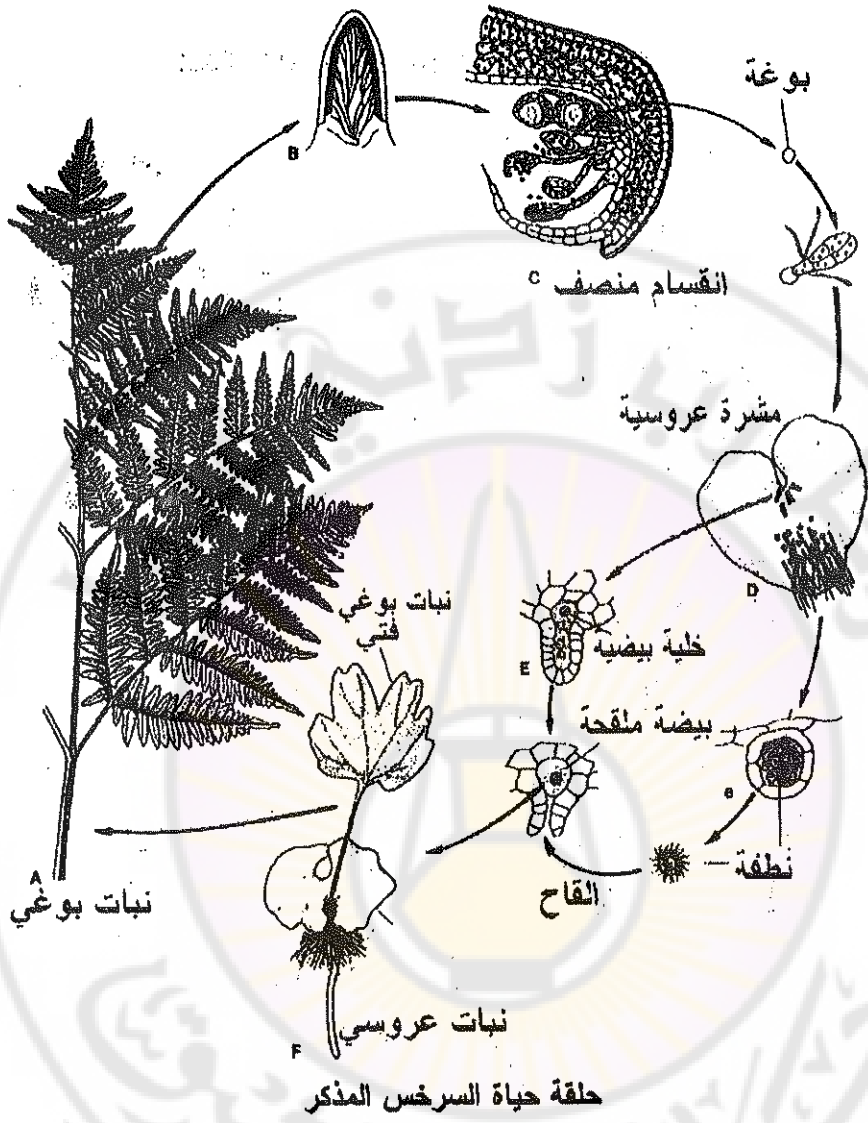 B
بوغة
C
انقسام منصف
مشرة عروسية
D
نبات بوغي
فتي
خلية بيضيه
E
بيضة ملقحة
نطفة
القاح
A
نبات بوغي
نبات عروسي
F
حلقة حياة السرخس المذكر